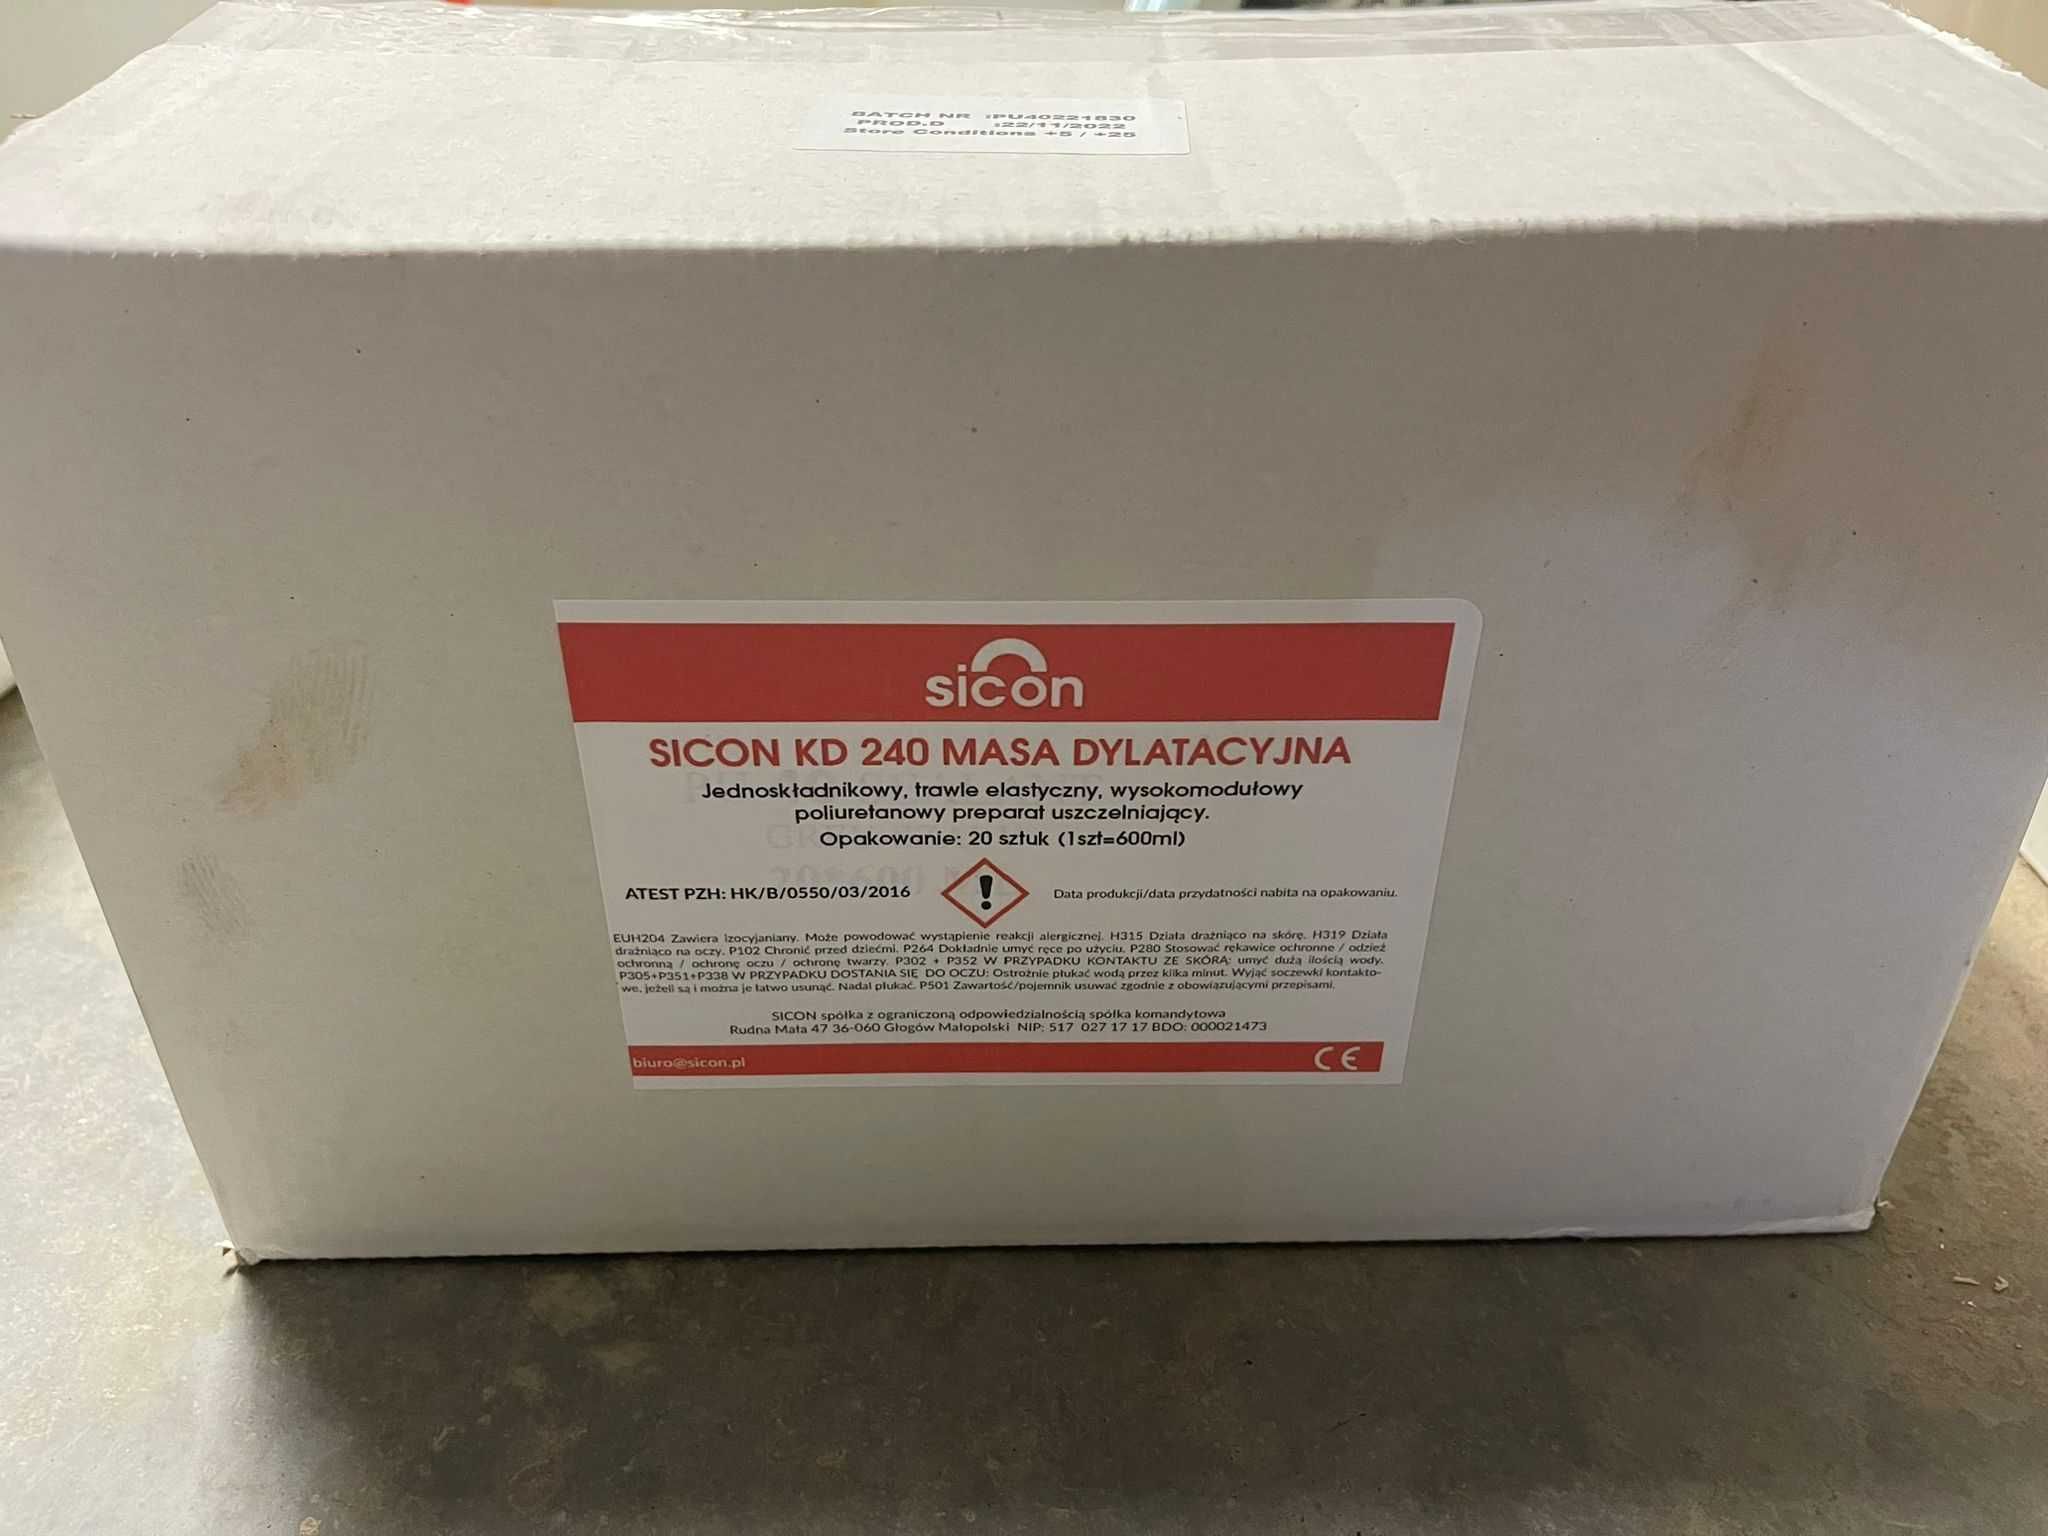 BATCH NR :PU40221830
PROD.D :22/11/2022
Store Conditions +5 / +25
sicon
SICON KD 240 MASA DYLATACYJNA
Jednoskładnikowy, trawle elastyczny, wysokomodułowy
poliuretanowy preparat uszczelniający.
Opakowanie: 20 sztuk (1szt=600ml)
ATEST PZH: HK/B/0550/03/2016
Data produkcji/data przydatności nabita na opakowaniu.
EUH204 Zawiera izocyjaniany. Może powodować wystąpienie reakcji alergicznej. H315 Działa drażniąco na skórę. H319 Działa
drażniąco na oczy. P102 Chronić przed dziećmi. P264 Dokładnie umyć ręce po użyciu. P280 Stosować rękawice ochronne / odzież
ochronną / ochronę oczu / ochronę twarzy. P302 + P352 W PRZYPADKU KONTAKTU ZE SKÓRĄ: umyć dużą ilością wody.
P305+P351+P338 W PRZYPADKU DOSTANIA SIĘ DO OCZU: Ostrożnie płukać wodą przez kilka minut. Wyjąć soczewki kontakto-
we, jeżeli są i można je łatwo usunąć. Nadal płukać. P501 Zawartość/pojemnik usuwać zgodnie z obowiązującymi przepisami.
SICON spółka z ograniczoną odpowiedzialnością spółka komandytowa
Rudna Mała 47 36-060 Głogów Małopolski NIP: 517 027 17 17 BDO: 000021473
biuro@sicon.pl
CE